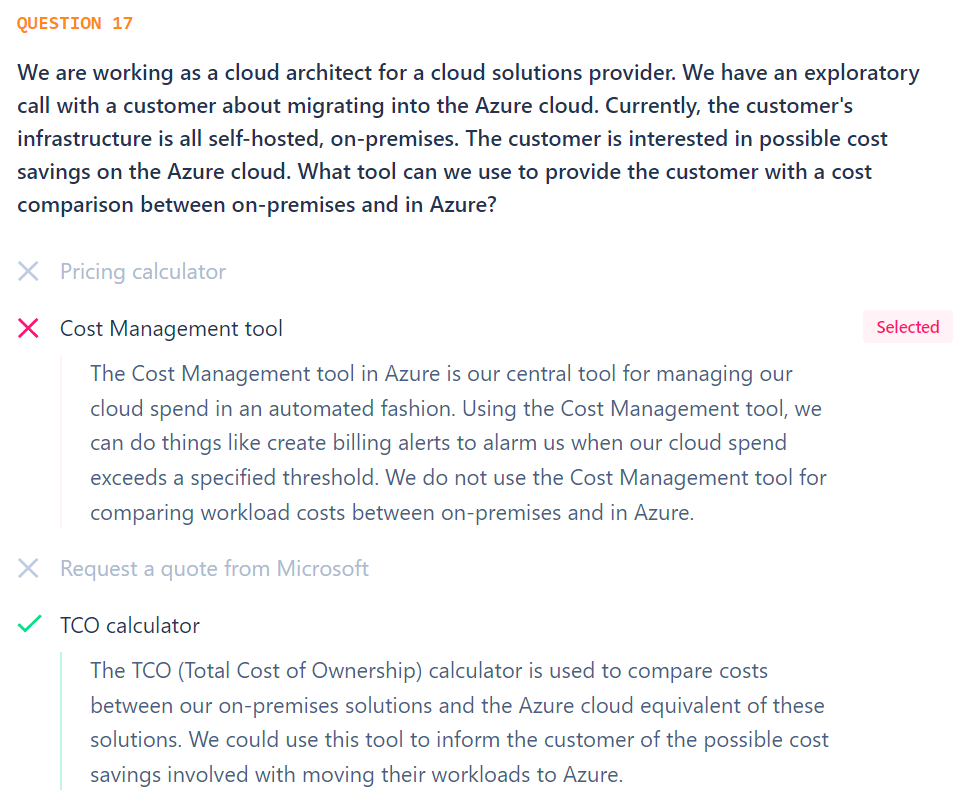 QUESTION 17
We are working as a cloud architect for a cloud solutions provider. We have an exploratory
call with a customer about migrating into the Azure cloud. Currently, the customer's
infrastructure is all self-hosted, on-premises. The customer is interested in possible cost
savings on the Azure cloud. What tool can we use to provide the customer with a cost
comparison between on-premises and in Azure?
Pricing calculator
Cost Management tool
Selected
The Cost Management tool in Azure is our central tool for managing our
cloud spend in an automated fashion. Using the Cost Management tool, we
can do things like create billing alerts to alarm us when our cloud spend
exceeds a specified threshold. We do not use the Cost Management tool for
comparing workload costs between on-premises and in Azure.
Request a quote from Microsoft
TCO calculator
The TCO (Total Cost of Ownership) calculator is used to compare costs
between our on-premises solutions and the Azure cloud equivalent of these
solutions. We could use this tool to inform the customer of the possible cost
savings involved with moving their workloads to Azure.